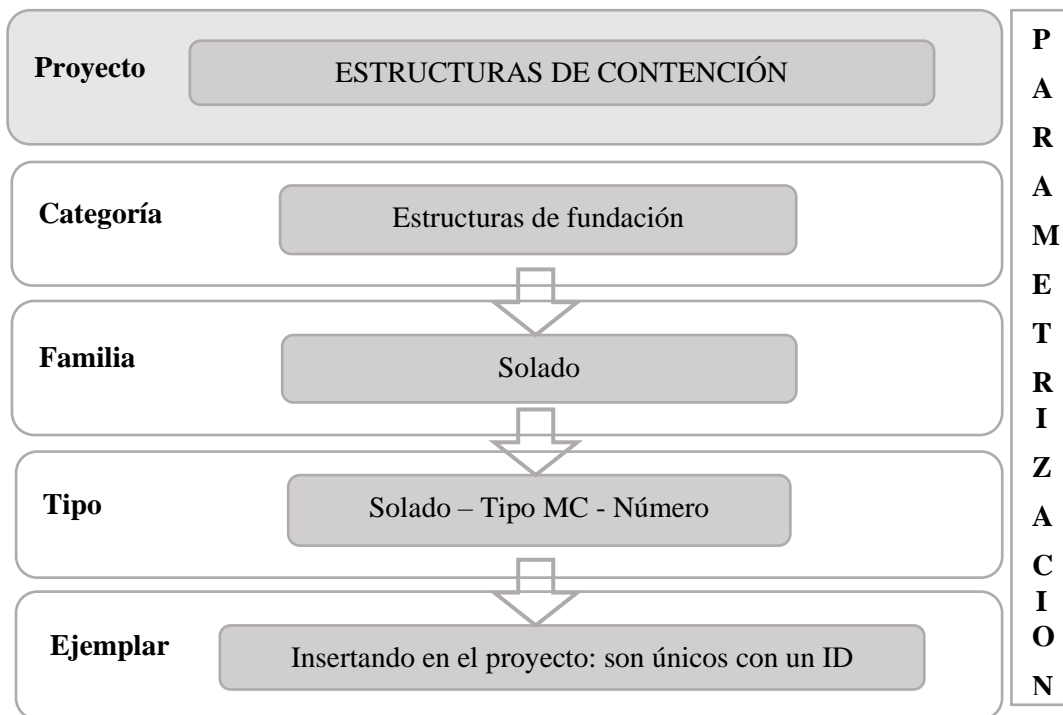 Proyecto
ESTRUCTURAS DE CONTENCIÓN
Categoría
Estructuras de fundación
Familia
Solado
Tipo
Solado – Tipo MC - Número
Ejemplar
Insertando en el proyecto: son únicos con un ID
P
A
R
A
M
E
T
R
I
Z
A
C
I
O
N